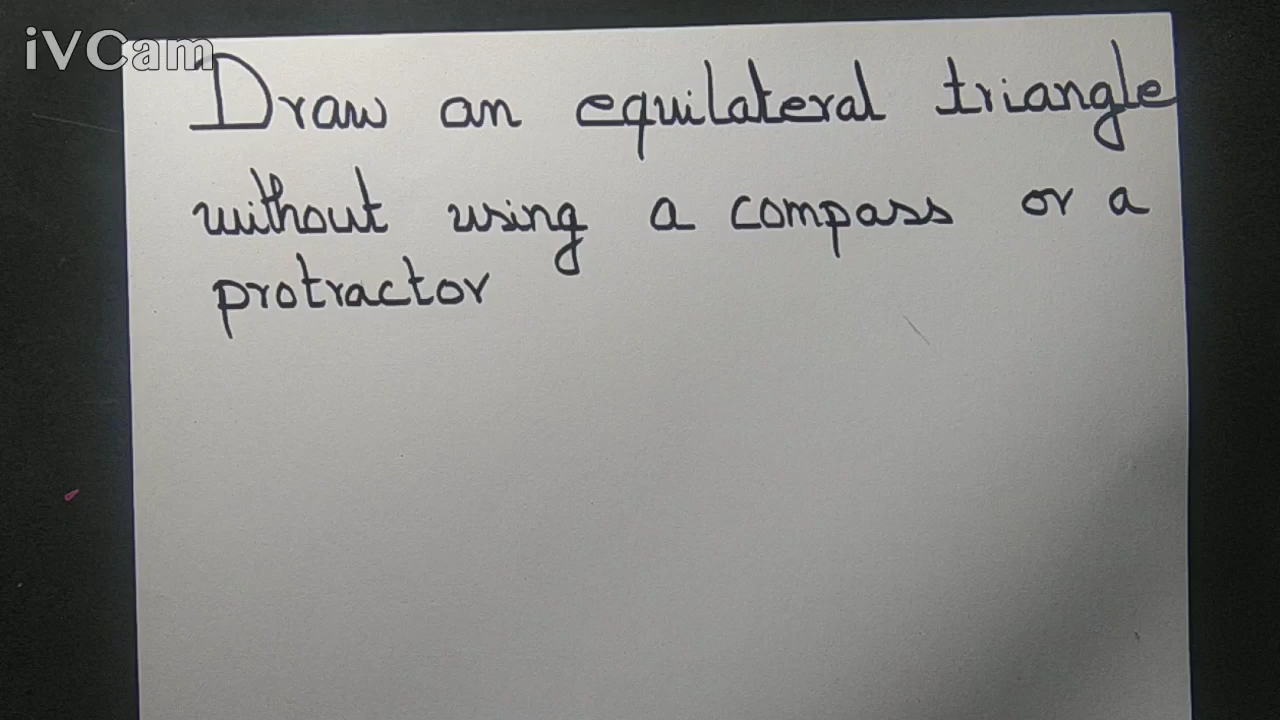 iVCam
Draw an equilateral triangle
without using a compass or a
protractor